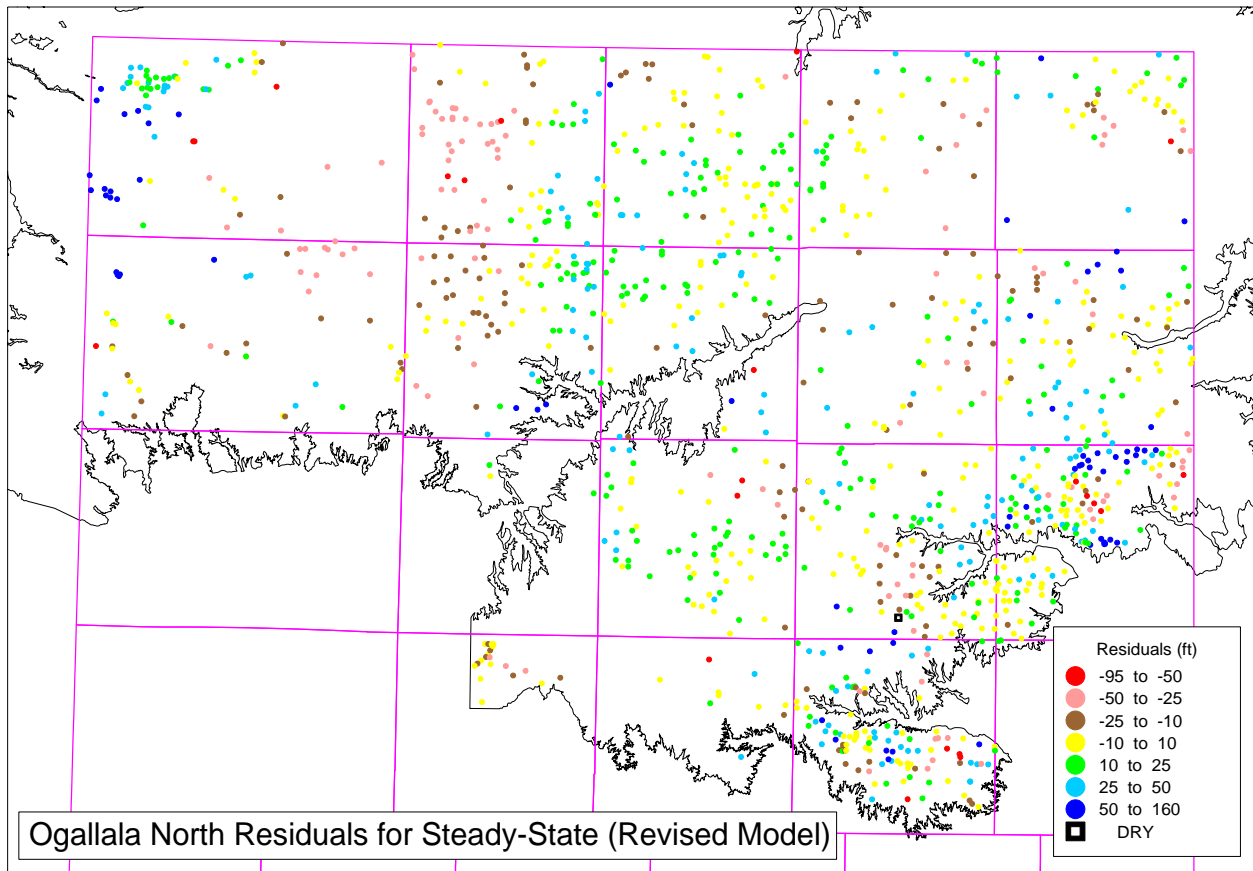 Residuals (ft)
-95 to -50
-50 to -25
-25 to -10
-10 to 10
10 to 25
25 to 50
50 to 160
DRY
Ogallala North Residuals for Steady-State (Revised Model)